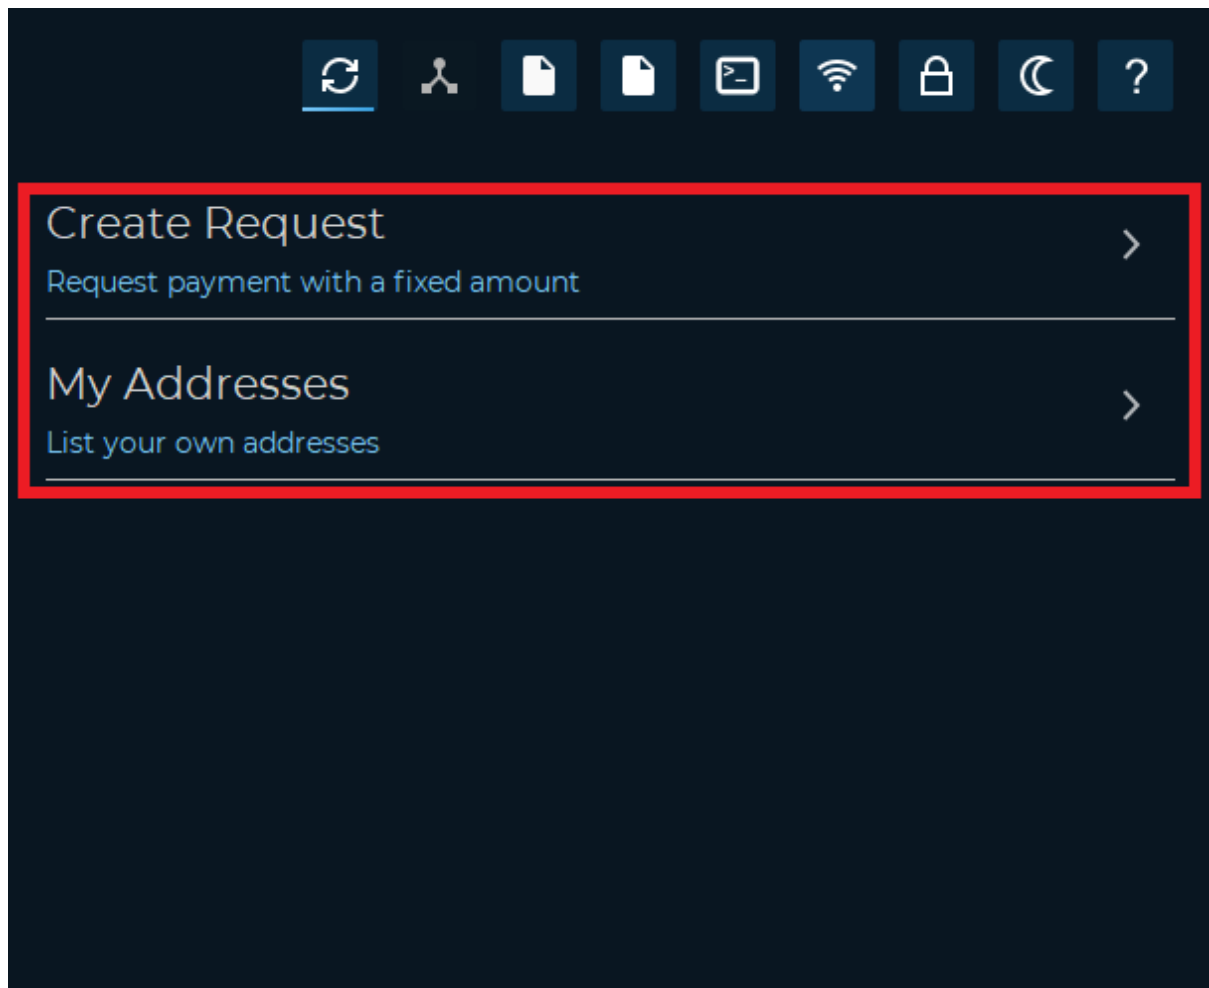 ?
Create Request
Request payment with a fixed amount
My Addresses
List your own addresses